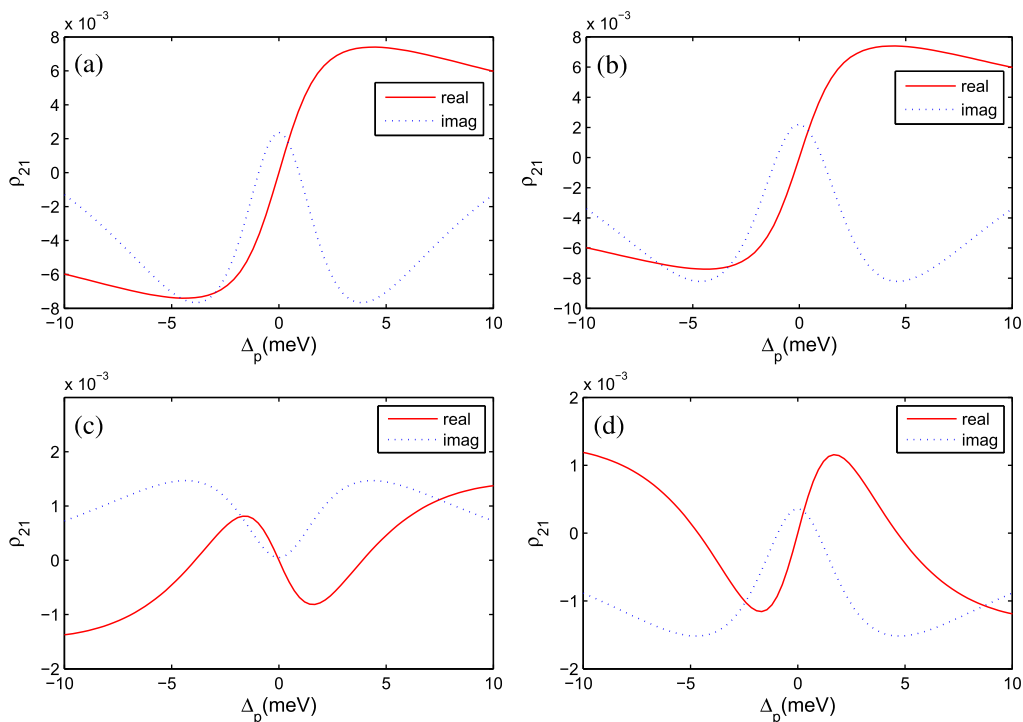 x 10⁻³
(a)
8
6
4
2
0
−2
−4
−6
−8
ρ₂₁
real
imag
−10
−5
0
5
10
Δₚ(meV)
x 10⁻³
(b)
8
6
4
2
0
−2
−4
−6
−8
−10
ρ₂₁
real
imag
−10
−5
0
5
10
Δₚ(meV)
x 10⁻³
(c)
2
1
0
−1
−2
ρ₂₁
real
imag
−10
−5
0
5
10
Δₚ(meV)
x 10⁻³
(d)
2
1
0
−1
−2
ρ₂₁
real
imag
−10
−5
0
5
10
Δₚ(meV)